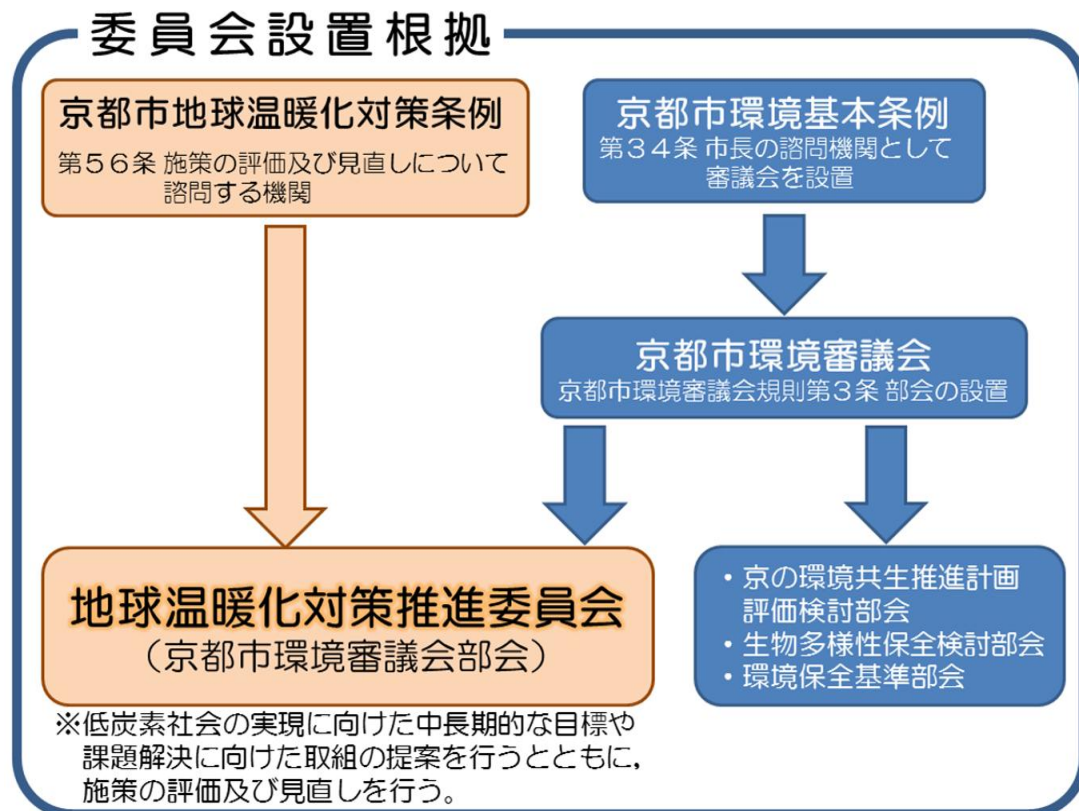 委員会設置根拠
京都市地球温暖化対策条例
第５６条 施策の評価及び見直しについて
諮問する機関
京都市環境基本条例
第３４条 市長の諮問機関として
審議会を設置
京都市環境審議会
京都市環境審議会規則第３条 部会の設置
地球温暖化対策推進委員会
（京都市環境審議会部会）
・京の環境共生推進計画
評価検討部会
・生物多様性保全検討部会
・環境保全基準部会
※低炭素社会の実現に向けた中長期的な目標や
課題解決に向けた取組の提案を行うとともに，
施策の評価及び見直しを行う。